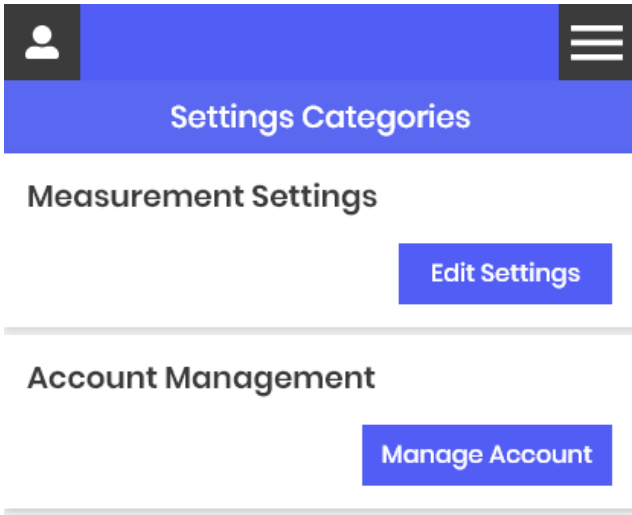 Settings Categories
Measurement Settings
Edit Settings
Account Management
Manage Account